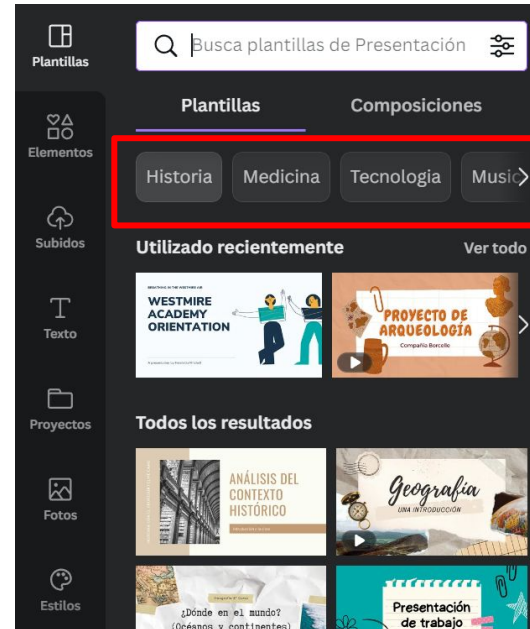 Plantillas
Busca plantillas de Presentación
Plantillas
Composiciones
Elementos
Historia
Medicina
Tecnologia
Music
Subidos
Utilizado recientemente
Ver todo
WESTMIRE
ACADEMY
ORIENTATION
PROYECTO DE
ARQUEOLOGÍA
Compañía Borcelle
Texto
Proyectos
Todos los resultados
ANÁLISIS DEL
CONTEXTO
HISTÓRICO
Geografía
UNA INTRODUCCIÓN
Fotos
¿Dónde en el mundo?
(Océanos y continentes)
Presentación
de trabajo
Estilos